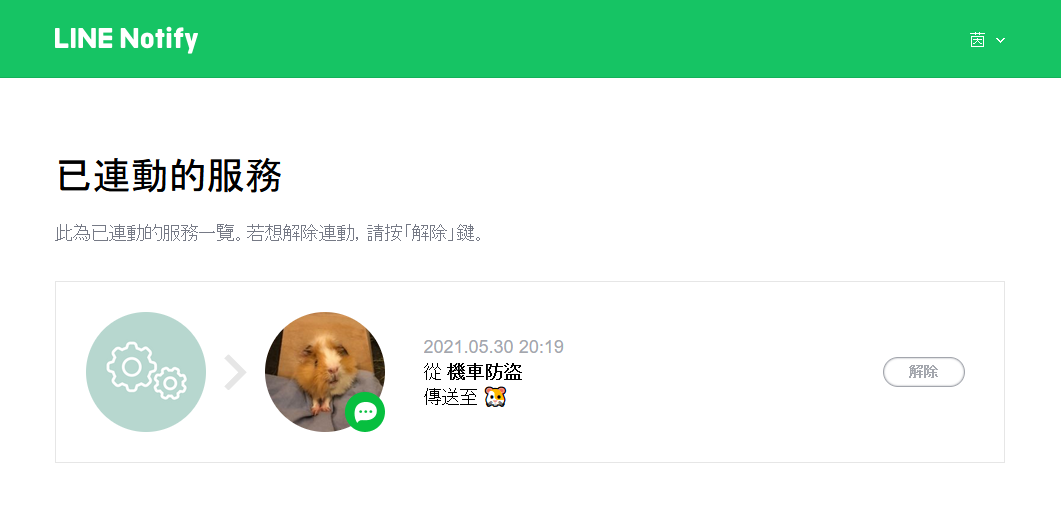 LINE Notify
茵
已連動的服務
此為已連動的服務一覽。若想解除連動，請按「解除」鍵。
2021.05.30 20:19
從 機車防盜
傳送至 🐹
解除